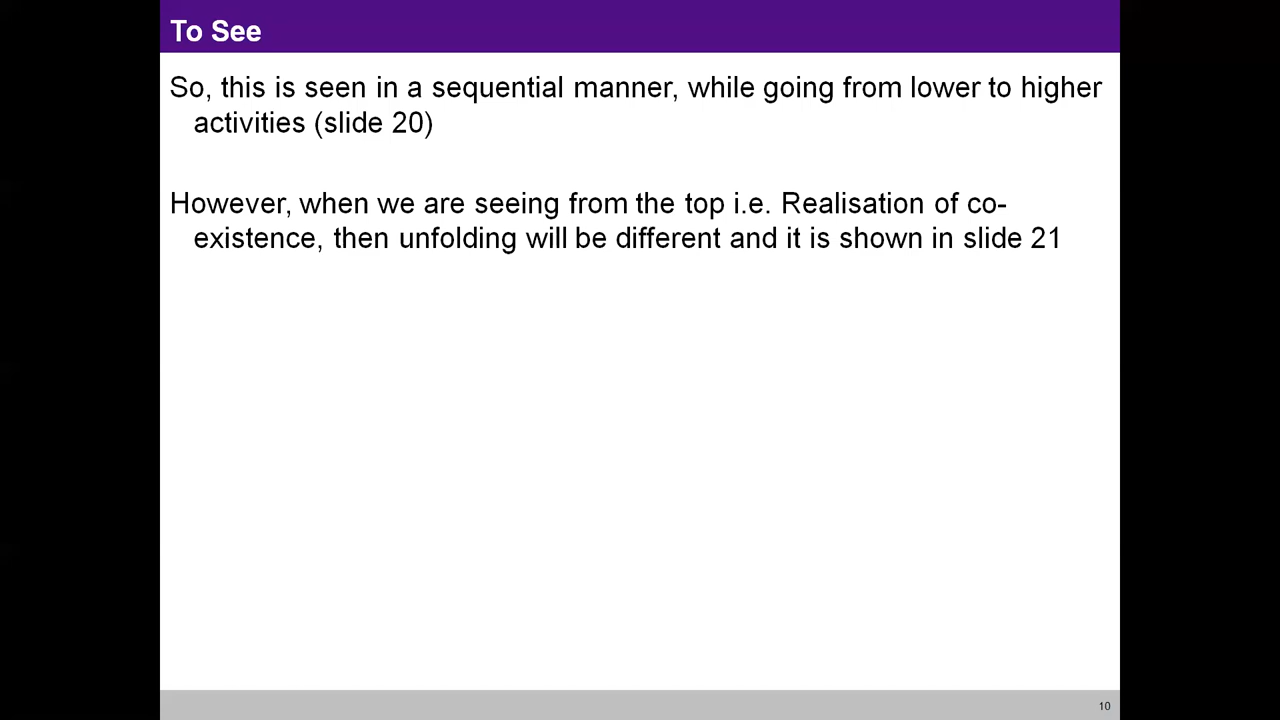 To See
So, this is seen in a sequential manner, while going from lower to higher
activities (slide 20)
However, when we are seeing from the top i.e. Realisation of co-
existence, then unfolding will be different and it is shown in slide 21
10